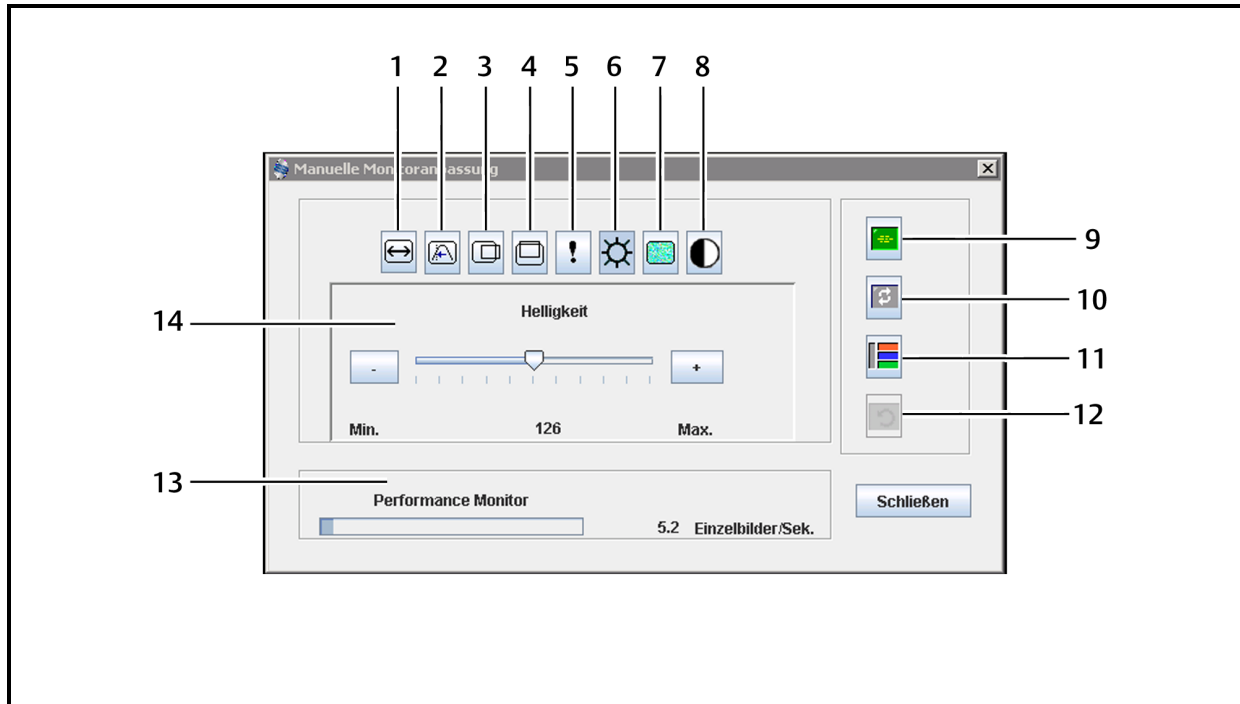 1 2 3 4 5 6 7 8
Manuelle Monitoranpassung
9
10
11
12
14
Helligkeit
- +
Min. 126 Max.
13
Performance Monitor
5.2 Einzelbilder/Sek.
Schließen